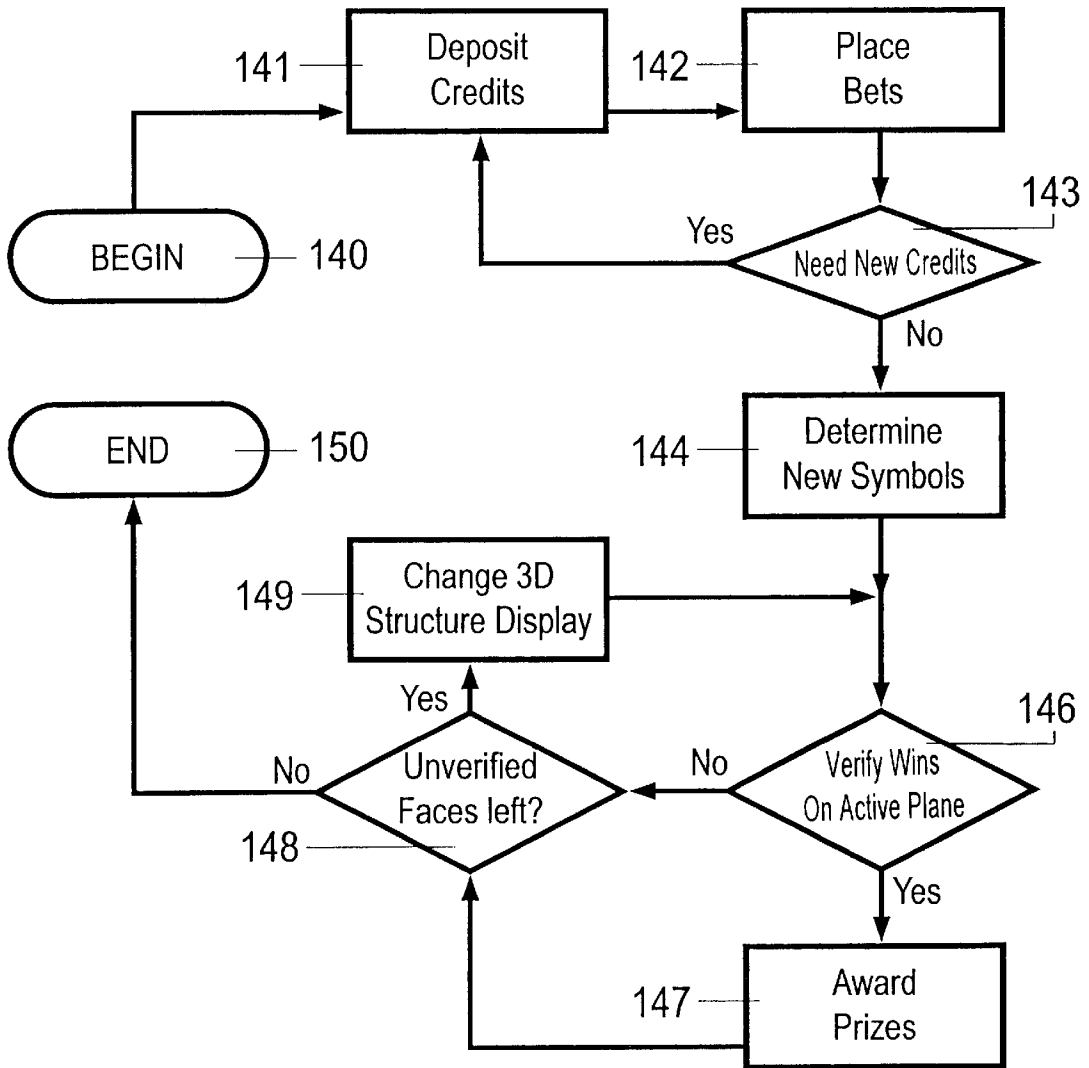 Deposit
Credits
141
Place
Bets
142
143
Yes
Need New Credits
No
BEGIN
140
Determine
New Symbols
144
END
150
Change 3D
Structure Display
149
Yes
146
Verify Wins
On Active Plane
No
Unverified
Faces left?
No
148
Yes
Award
Prizes
147